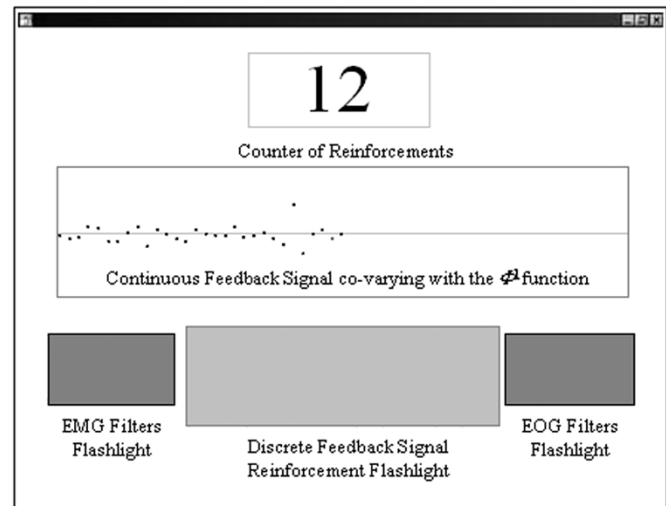 12
Counter of Reinforcements
Continuous Feedback Signal co-varying with the Φ¹ function
EMG Filters
Flashlight
EOG Filters
Flashlight
Discrete Feedback Signal
Reinforcement Flashlight